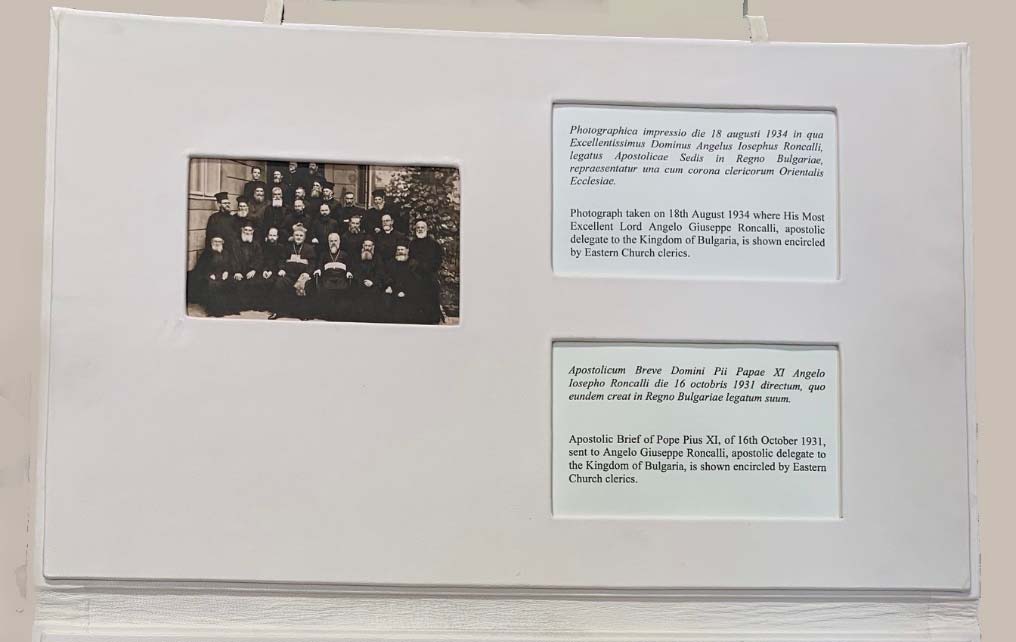 Photographica impressio die 18 augusti 1934 in qua
Excellentissimus Dominus Angelus Iosephus Roncalli,
legatus Apostolicae Sedis in Regno Bulgariae,
repraesentatur una cum corona clericorum Orientalis
Ecclesiae.
Photograph taken on 18th August 1934 where His Most
Excellent Lord Angelo Giuseppe Roncalli, apostolic
delegate to the Kingdom of Bulgaria, is shown encircled
by Eastern Church clerics.
Apostolicum Breve Domini Pii Papae XI Angelo
Iosepho Roncalli die 16 octobris 1931 directum, quo
eundem creat in Regno Bulgariae legatum suum.
Apostolic Brief of Pope Pius XI, of 16th October 1931,
sent to Angelo Giuseppe Roncalli, apostolic delegate to
the Kingdom of Bulgaria, is shown encircled by Eastern
Church clerics.